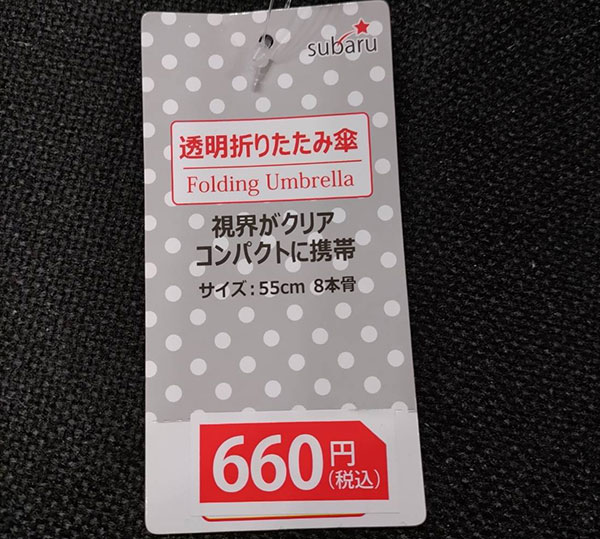 subaru
透明折りたたみ傘
Folding Umbrella
視界がクリア
コンパクトに携帯
サイズ:55cm 8本骨
660円
(税込)